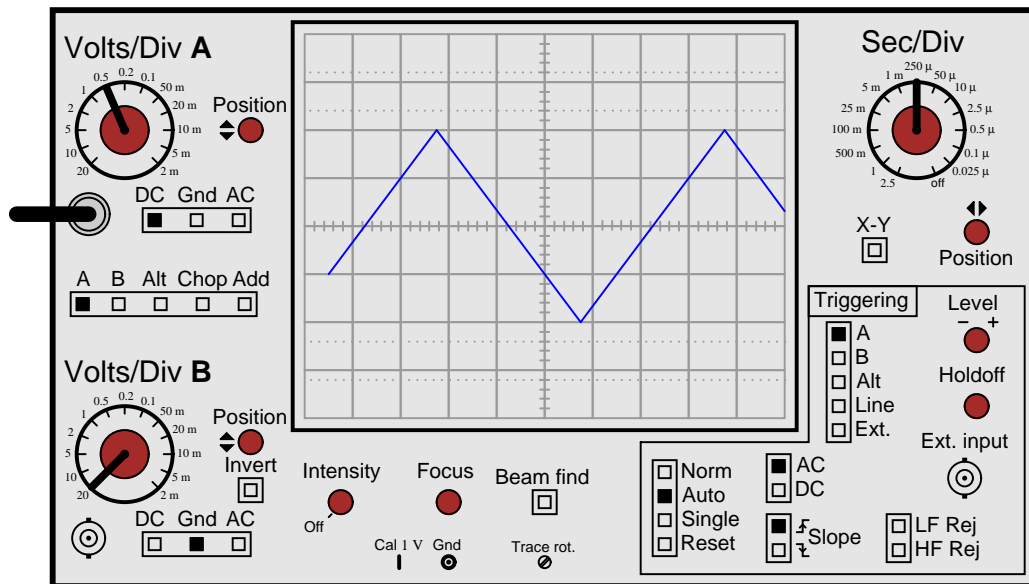 Volts/Div A
20
10
5
2
1
0.5
0.2
0.1
50 m
20 m
10 m
5 m
2 m
Position
DC Gnd AC
A B Alt Chop Add
Volts/Div B
20
10
5
2
1
0.5
0.2
0.1
50 m
20 m
10 m
5 m
2 m
Position
Invert
DC Gnd AC
Intensity
Off
Focus
Beam find
Cal 1 V Gnd
Trace rot.
Sec/Div
1
500 m
100 m
25 m
5 m
1 m
250 µ
50 µ
10 µ
2.5 µ
0.5 µ
0.1 µ
0.025 µ
off
2.5
X-Y
Position
Triggering
A
B
Alt
Line
Ext.
Level
− +
Holdoff
Ext. input
Norm
Auto
Single
Reset
AC
DC
Slope
LF Rej
HF Rej